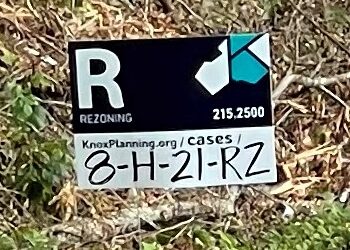 R
REZONING
215.2500
KnoxPlanning.org / cases /
8-H-21-RZ